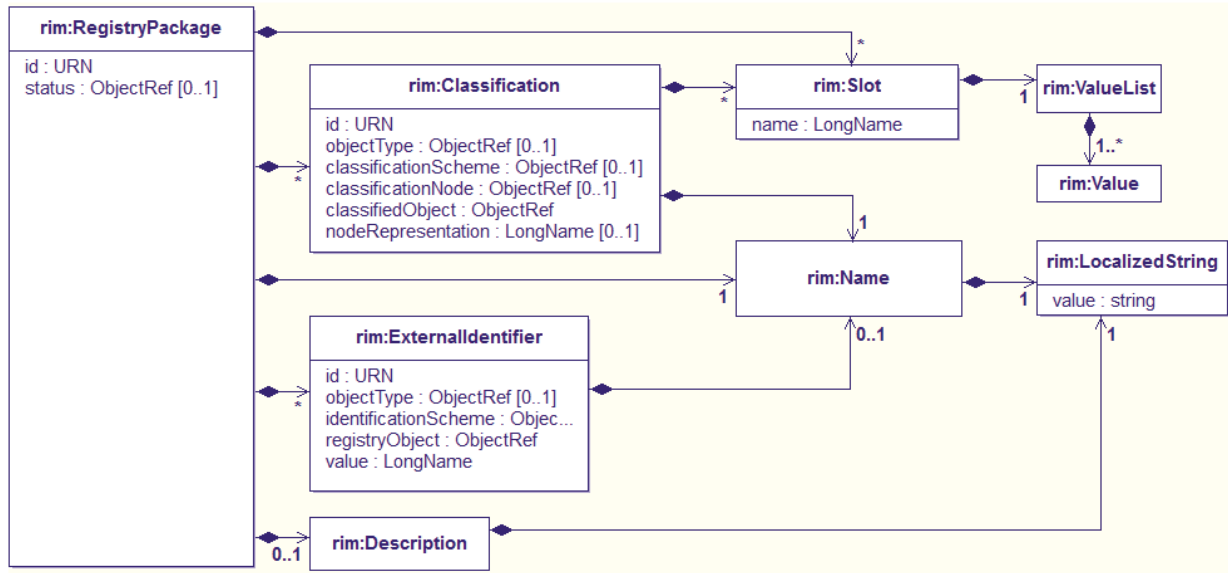 rim:RegistryPackage
id : URN
status : ObjectRef [0..1]
*
rim:Classification
id : URN
objectType : ObjectRef [0..1]
classificationScheme : ObjectRef [0..1]
classificationNode : ObjectRef [0..1]
classifiedObject : ObjectRef
nodeRepresentation : LongName [0..1]
*
*
rim:Slot
name : LongName
1
rim:ValueList
1..*
rim:Value
1
1
rim:Name
1
rim:LocalizedString
value : string
0..1
1
rim:ExternalIdentifier
id : URN
objectType : ObjectRef [0..1]
identificationScheme : Objec...
registryObject : ObjectRef
value : LongName
*
0..1
rim:Description